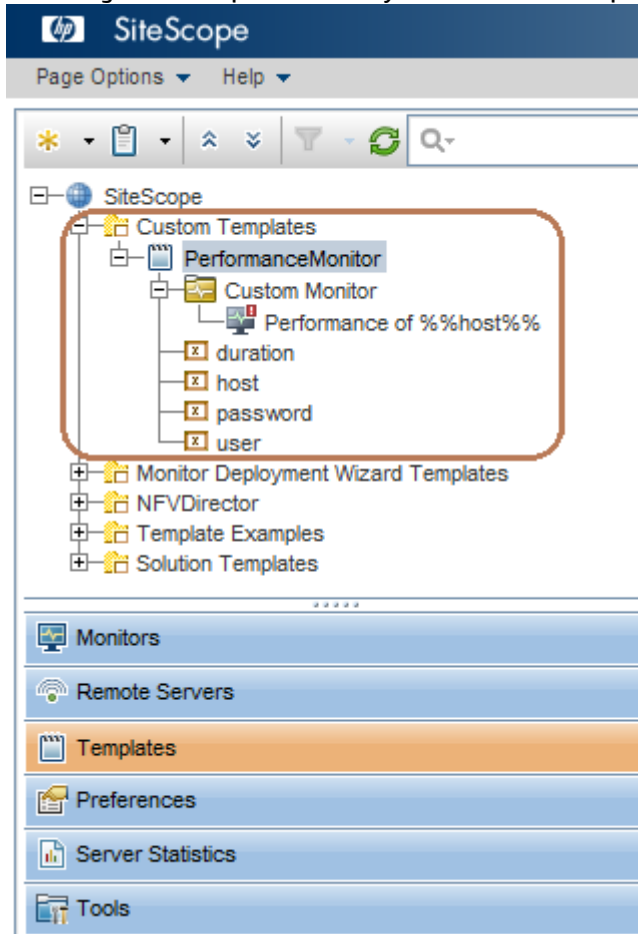 hp SiteScope
Page Options Help
SiteScope
Custom Templates
PerformanceMonitor
Custom Monitor
Performance of %%host%%
duration
host
password
user
Monitor Deployment Wizard Templates
NFVDirector
Template Examples
Solution Templates
Monitors
Remote Servers
Templates
Preferences
Server Statistics
Tools